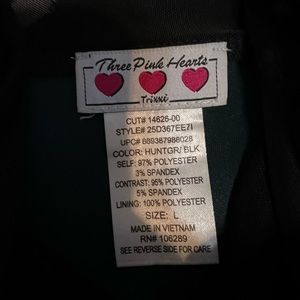 Three Pink Hearts
Trixxi
CUT# 14626-00
STYLE# 25D367EE7I
UPC# 689387986028
COLOR: HUNTGR/ BLK
SELF: 97% POLYESTER
3% SPANDEX
CONTRAST: 95% POLYESTER
5% SPANDEX
LINING: 100% POLYESTER
SIZE: L
MADE IN VIETNAM
RN# 106289
SEE REVERSE SIDE FOR CARE